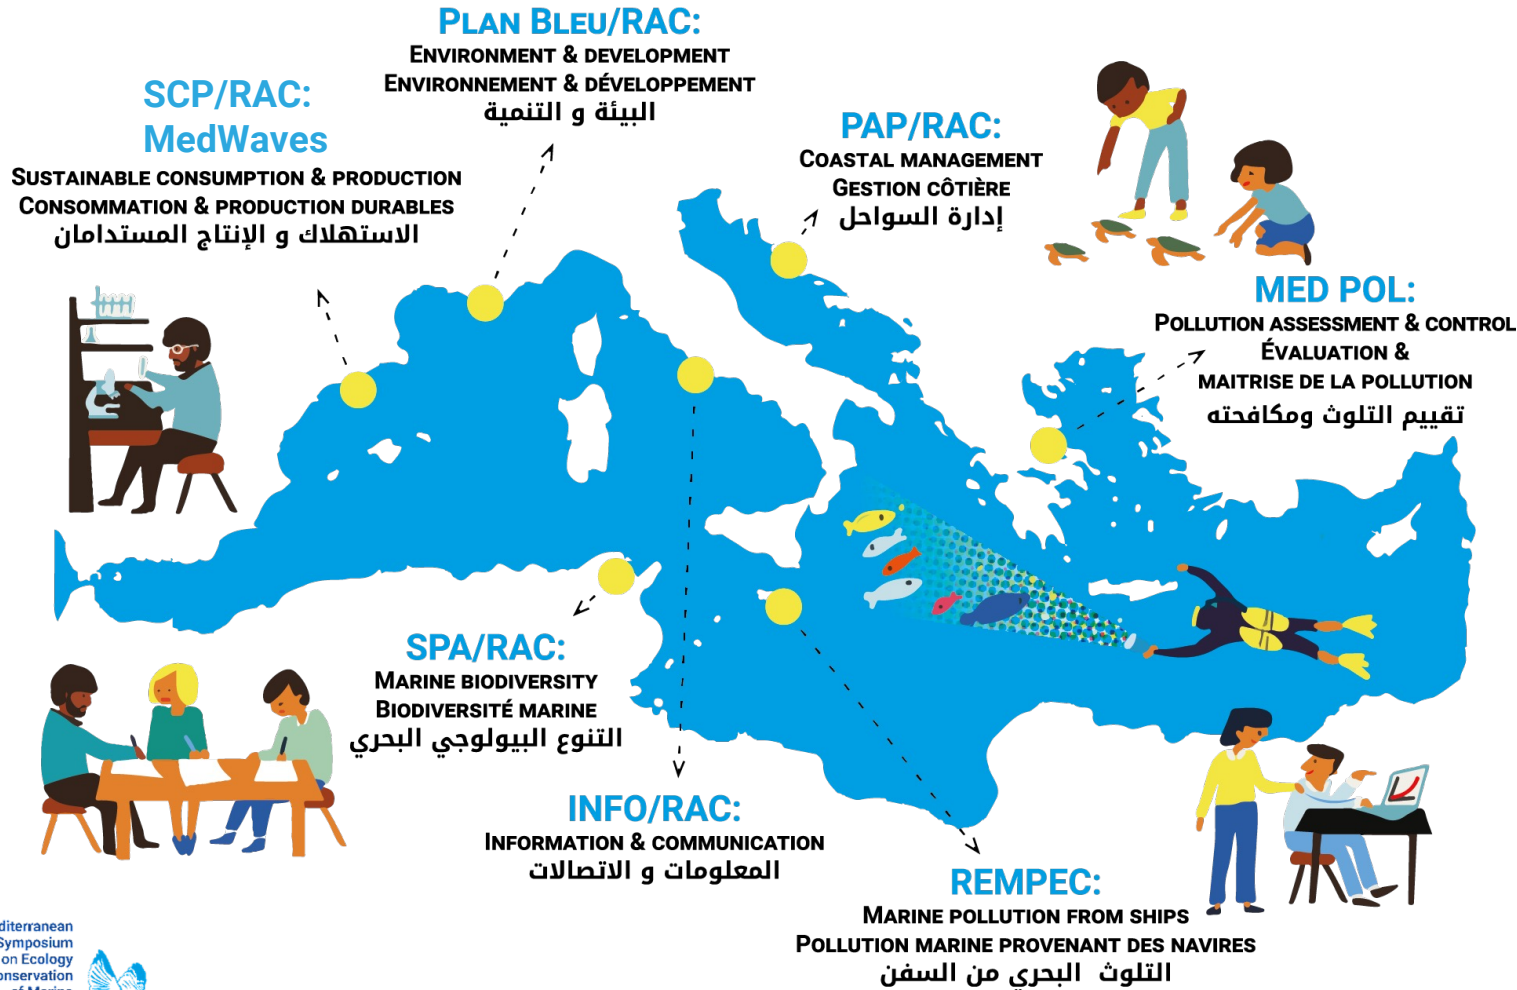 PLAN BLEU/RAC:
ENVIRONMENT & DEVELOPMENT
ENVIRONNEMENT & DÉVELOPPEMENT
البيئة و التنمية
SCP/RAC:
MedWaves
SUSTAINABLE CONSUMPTION & PRODUCTION
CONSOMMATION & PRODUCTION DURABLES
الاستهلاك و الإنتاج المستدامان
PAP/RAC:
COASTAL MANAGEMENT
GESTION CÔTIÈRE
إدارة السواحل
MED POL:
POLLUTION ASSESSMENT & CONTROL
ÉVALUATION &
MAITRISE DE LA POLLUTION
تقييم التلوث ومكافحته
SPA/RAC:
MARINE BIODIVERSITY
BIODIVERSITÉ MARINE
التنوع البيولوجي البحري
INFO/RAC:
INFORMATION & COMMUNICATION
المعلومات و الاتصالات
REMPEC:
MARINE POLLUTION FROM SHIPS
POLLUTION MARINE PROVENANT DES NAVIRES
التلوث البحري من السفن
diterranean
Symposium
on Ecology
onservation
of Marine